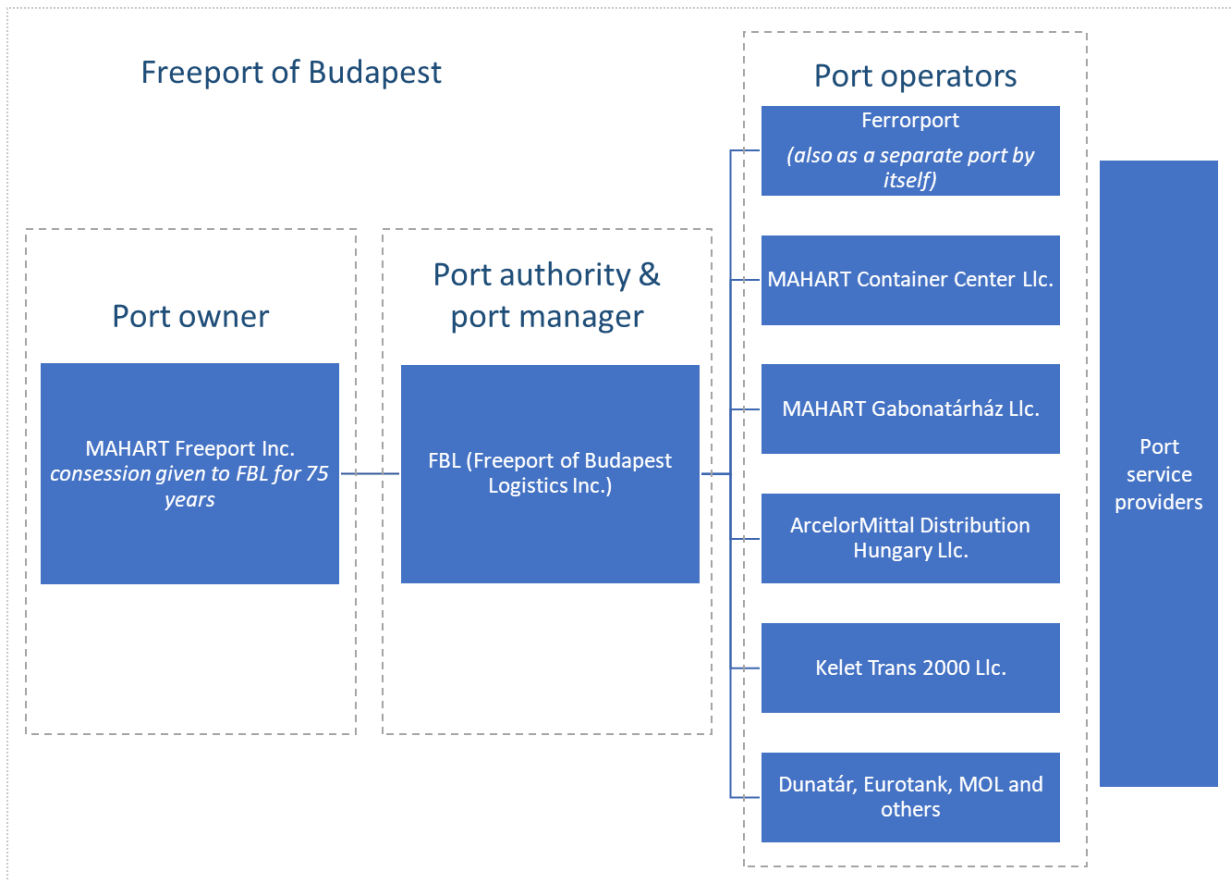 Freeport of Budapest
Port owner
MAHART Freeport Inc.
consession given to FBL for 75
years
Port authority &
port manager
FBL (Freeport of Budapest
Logistics Inc.)
Port operators
Ferrorport
(also as a separate port by
itself)
MAHART Container Center Llc.
MAHART Gabonatárház Llc.
ArcelorMittal Distribution
Hungary Llc.
Kelet Trans 2000 Llc.
Dunatár, Eurotank, MOL and
others
Port
service
providers